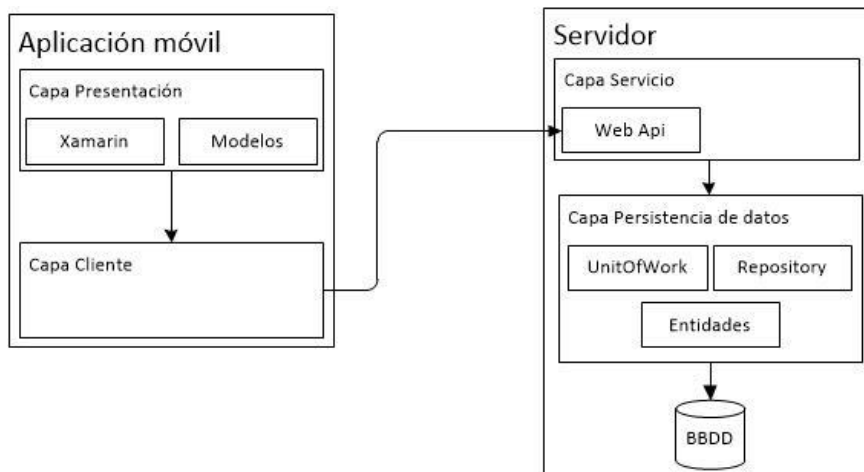 Aplicación móvil
Capa Presentación
Xamarin
Modelos
Capa Cliente
Servidor
Capa Servicio
Web Api
Capa Persistencia de datos
UnitOfWork
Repository
Entidades
BBDD